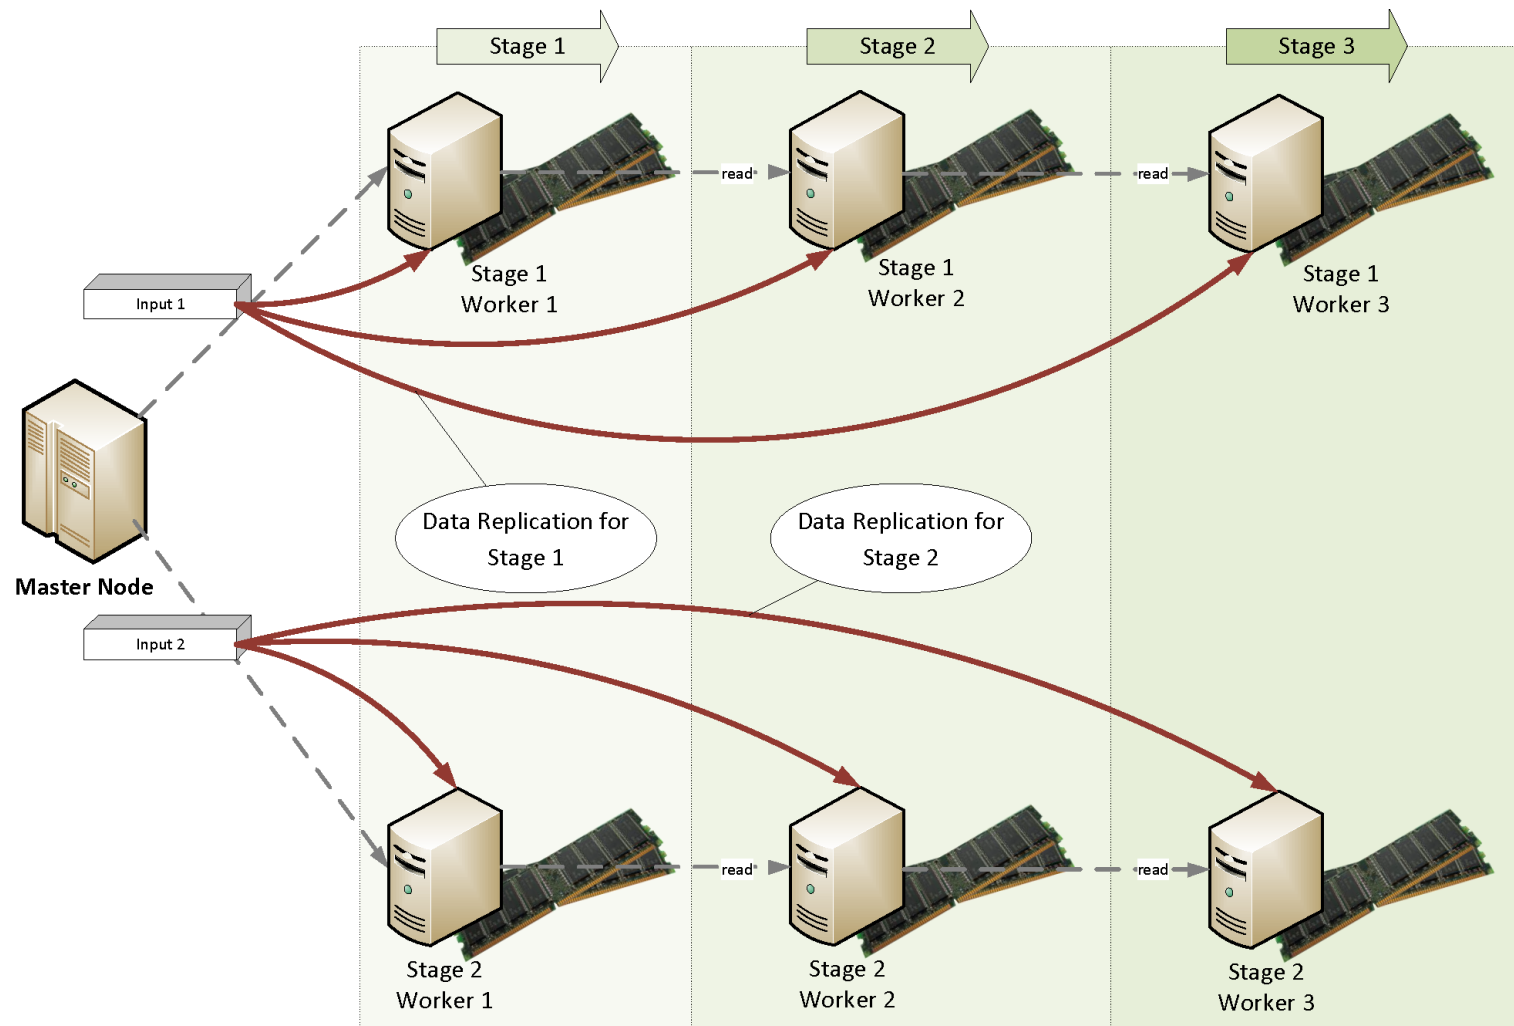 Stage 1
Stage 2
Stage 3
read
read
Stage 1
Worker 1
Stage 1
Worker 2
Stage 1
Worker 3
Input 1
Master Node
Data Replication for
Stage 1
Data Replication for
Stage 2
Input 2
read
read
Stage 2
Worker 1
Stage 2
Worker 2
Stage 2
Worker 3